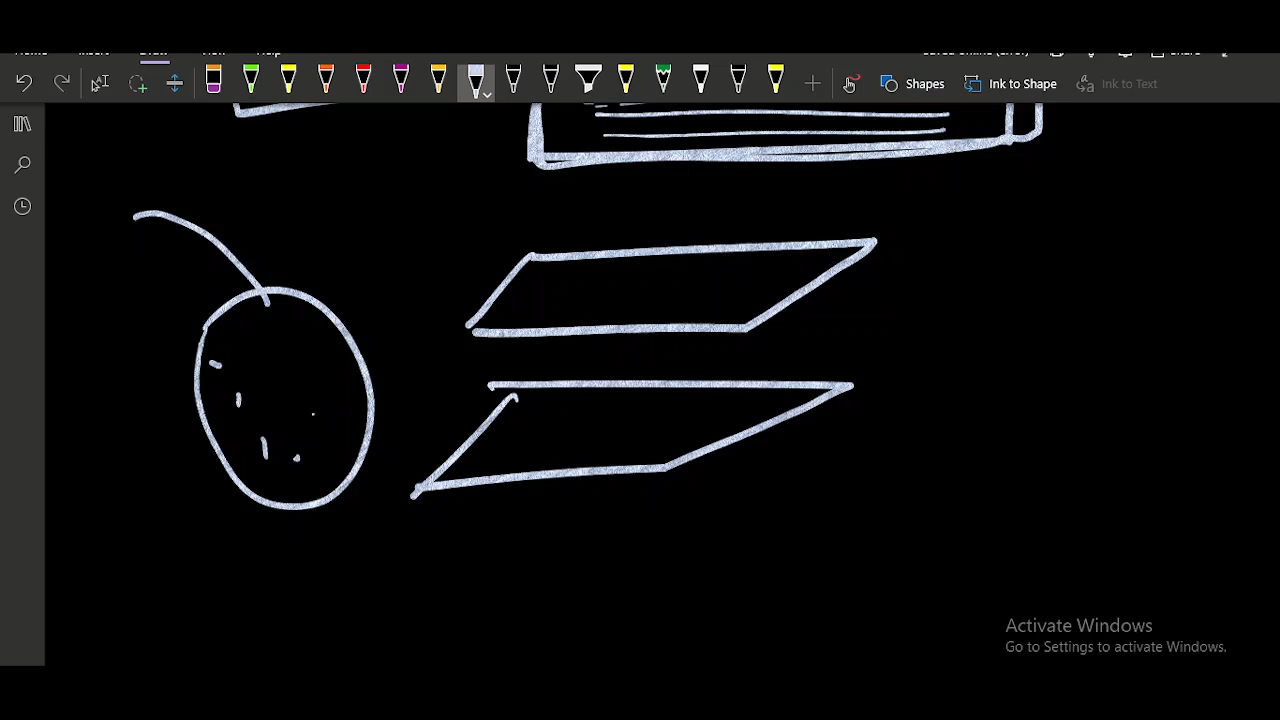 Shapes
Ink to Shape
Ink to Text
Activate Windows
Go to Settings to activate Windows.